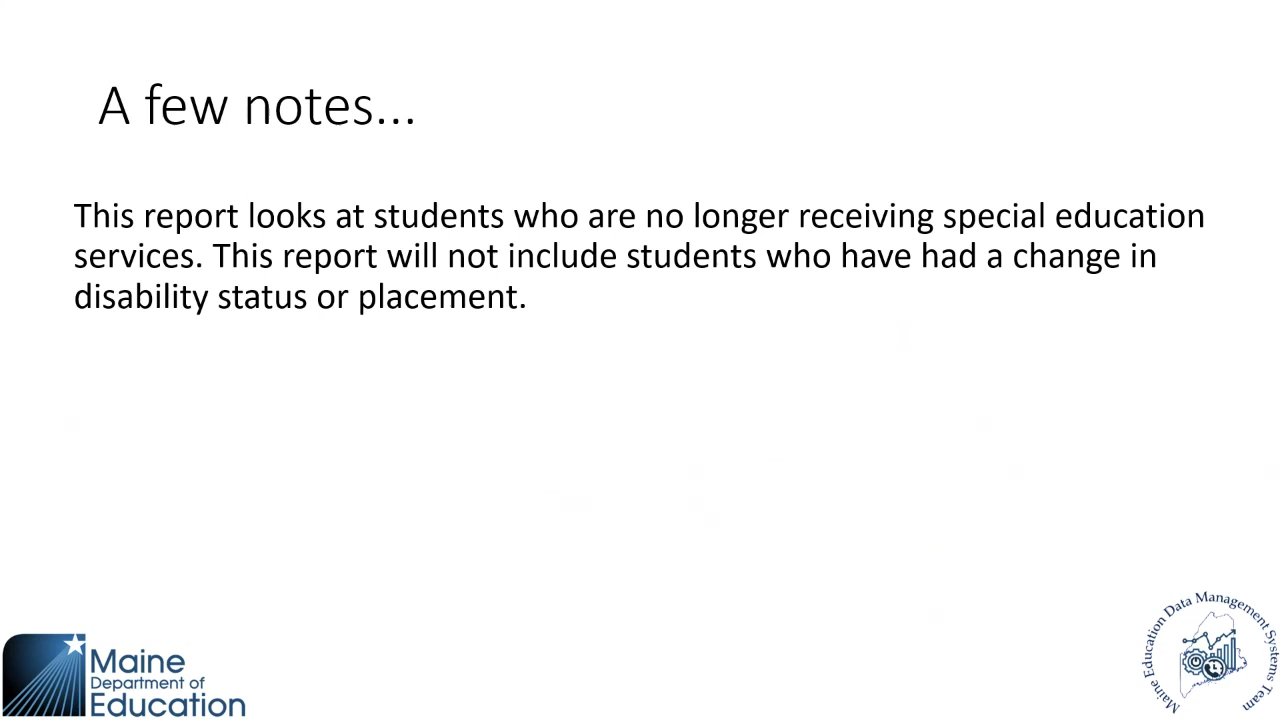 A few notes...
This report looks at students who are no longer receiving special education
services. This report will not include students who have had a change in
disability status or placement.
Maine
Department of
Education
Maine Education Data Management Systems Team